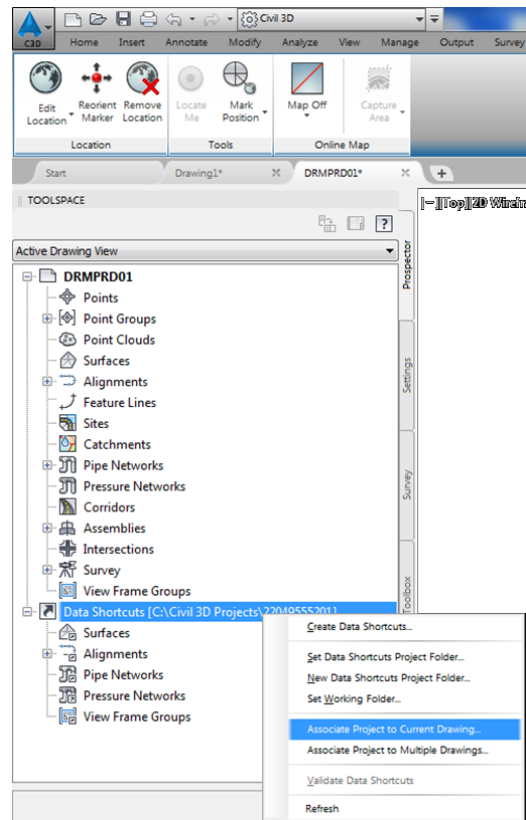 Civil 3D
C3D
Home Insert Annotate Modify Analyze View Manage Output Survey
Edit Location
Reorient Marker
Remove Location
Locate Me
Mark Position
Map Off
Capture Area
Location Tools Online Map
Start Drawing1* DRMPRD01*
TOOLSPACE
[−][Top][2D Wirefr
Active Drawing View
DRMPRD01
Points
Point Groups
Point Clouds
Surfaces
Alignments
Feature Lines
Sites
Catchments
Pipe Networks
Pressure Networks
Corridors
Assemblies
Intersections
Survey
View Frame Groups
Data Shortcuts [C:\Civil 3D Projects\22049555201]
Surfaces
Alignments
Pipe Networks
Pressure Networks
View Frame Groups
Prospector
Settings
Survey
Toolbox
Create Data Shortcuts...
Set Data Shortcuts Project Folder...
New Data Shortcuts Project Folder...
Set Working Folder...
Associate Project to Current Drawing...
Associate Project to Multiple Drawings...
Validate Data Shortcuts
Refresh